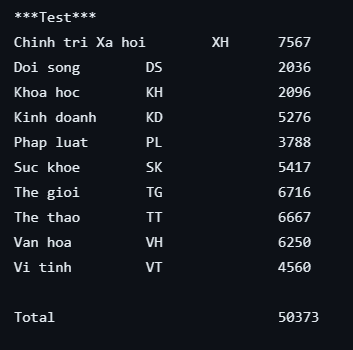 ***Test***
Chinh tri Xa hoi XH 7567
Doi song DS 2036
Khoa hoc KH 2096
Kinh doanh KD 5276
Phap luat PL 3788
Suc khoe SK 5417
The gioi TG 6716
The thao TT 6667
Van hoa VH 6250
Vi tinh VT 4560
Total 50373